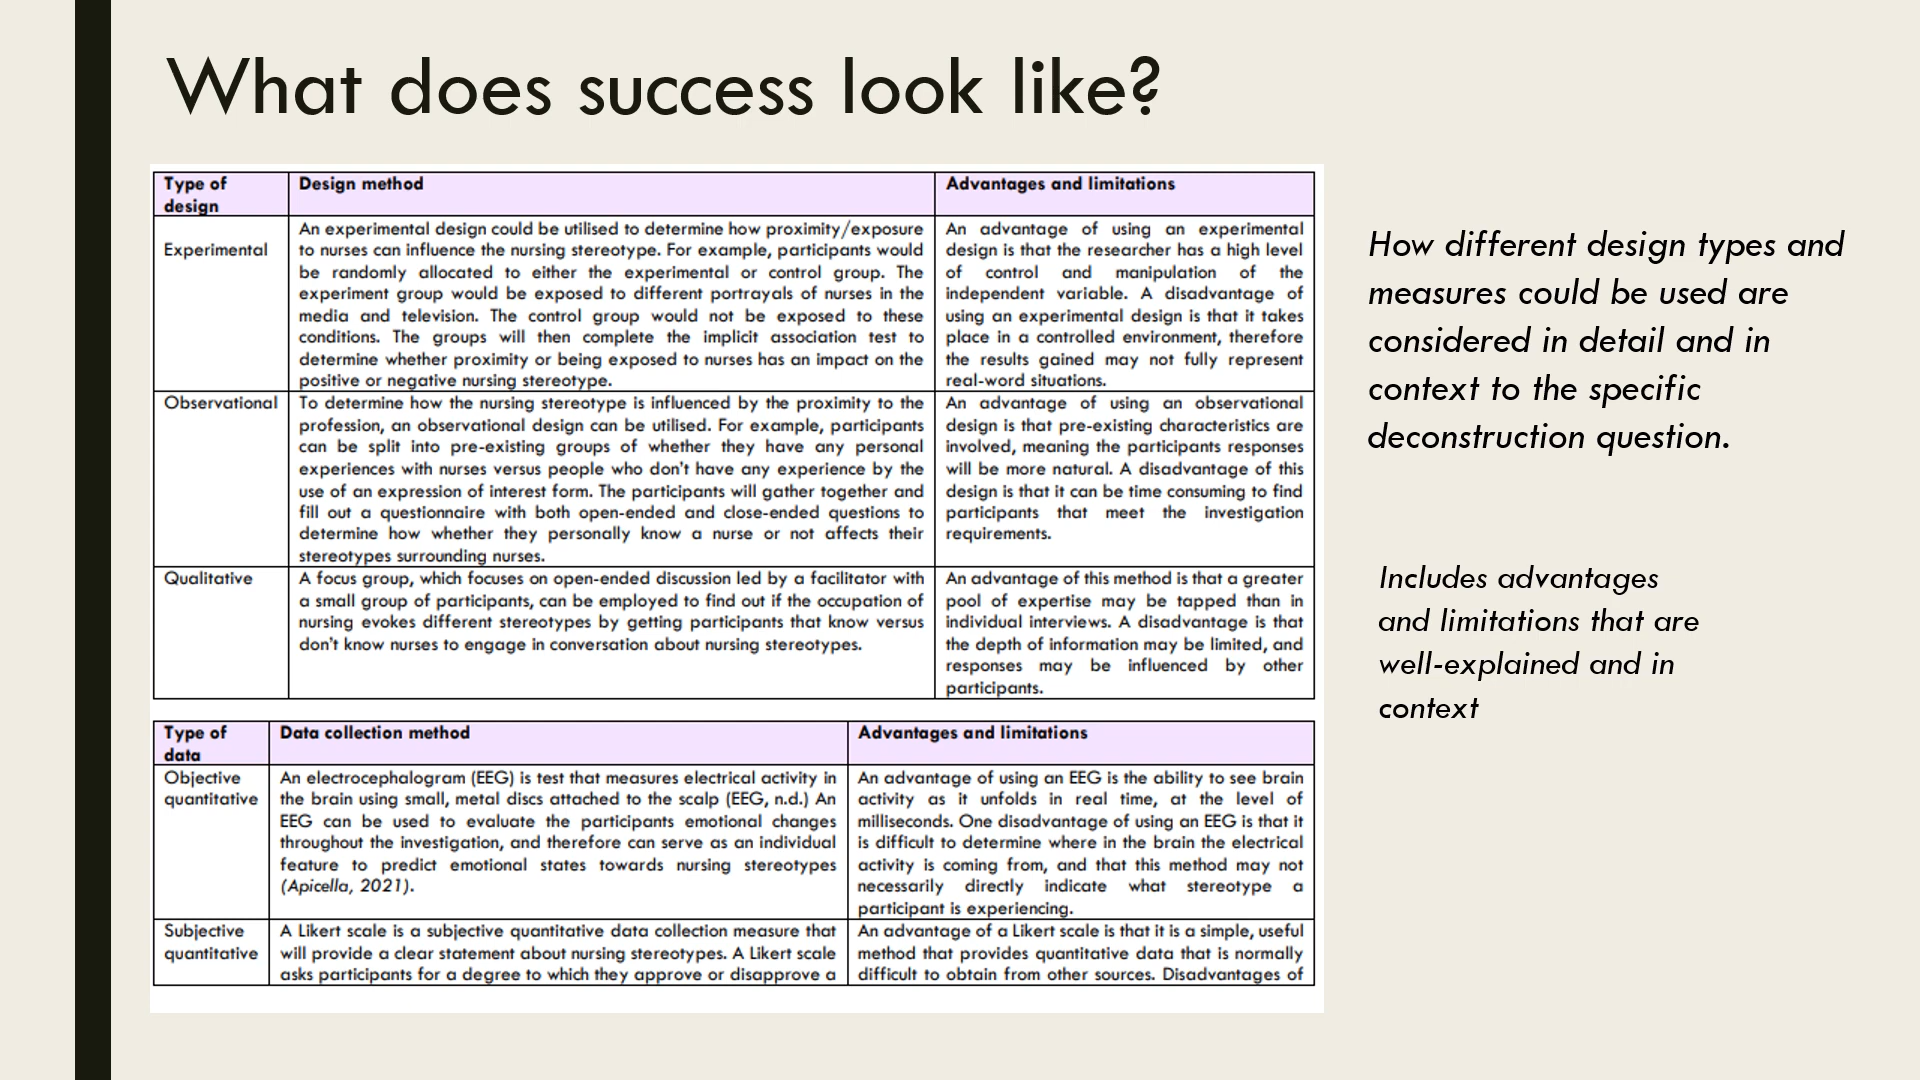 What does success look like?
Type of
design
Design method
Advantages and limitations
Experimental
An experimental design could be utilised to determine how proximity/exposure
to nurses can influence the nursing stereotype. For example, participants would
be randomly allocated to either the experimental or control group. The
experiment group would be exposed to different portrayals of nurses in the
media and television. The control group would not be exposed to these
conditions. The groups will then complete the implicit association test to
determine whether proximity or being exposed to nurses has an impact on the
positive or negative nursing stereotype.
An advantage of using an experimental
design is that the researcher has a high level
of control and manipulation of the
independent variable. A disadvantage of
using an experimental design is that it takes
place in a controlled environment, therefore
the results gained may not fully represent
real-word situations.
Observational
To determine how the nursing stereotype is influenced by the proximity to the
profession, an observational design can be utilised. For example, participants
can be split into pre-existing groups of whether they have any personal
experiences with nurses versus people who don't have any experience by the
use of an expression of interest form. The participants will gather together and
fill out a questionnaire with both open-ended and close-ended questions to
determine how whether they personally know a nurse or not affects their
stereotypes surrounding nurses.
An advantage of using an observational
design is that pre-existing characteristics are
involved, meaning the participants responses
will be more natural. A disadvantage of this
design is that it can be time consuming to find
participants that meet the investigation
requirements.
Qualitative
A focus group, which focuses on open-ended discussion led by a facilitator with
a small group of participants, can be employed to find out if the occupation of
nursing evokes different stereotypes by getting participants that know versus
don't know nurses to engage in conversation about nursing stereotypes.
An advantage of this method is that a greater
pool of expertise may be tapped than in
individual interviews. A disadvantage is that
the depth of information may be limited, and
responses may be influenced by other
participants.
Type of
data
Data collection method
Advantages and limitations
Objective
quantitative
An electrocephalogram (EEG) is test that measures electrical activity in
the brain using small, metal discs attached to the scalp (EEG, n.d.) An
EEG can be used to evaluate the participants emotional changes
throughout the investigation, and therefore can serve as an individual
feature to predict emotional states towards nursing stereotypes
(Apicella, 2021).
An advantage of using an EEG is the ability to see brain
activity as it unfolds in real time, at the level of
milliseconds. One disadvantage of using an EEG is that it
is difficult to determine where in the brain the electrical
activity is coming from, and that this method may not
necessarily directly indicate what stereotype a
participant is experiencing.
Subjective
quantitative
A Likert scale is a subjective quantitative data collection measure that
will provide a clear statement about nursing stereotypes. A Likert scale
asks participants for a degree to which they approve or disapprove a
An advantage of a Likert scale is that it is a simple, useful
method that provides quantitative data that is normally
difficult to obtain from other sources. Disadvantages of
How different design types and
measures could be used are
considered in detail and in
context to the specific
deconstruction question.
Includes advantages
and limitations that are
well-explained and in
context